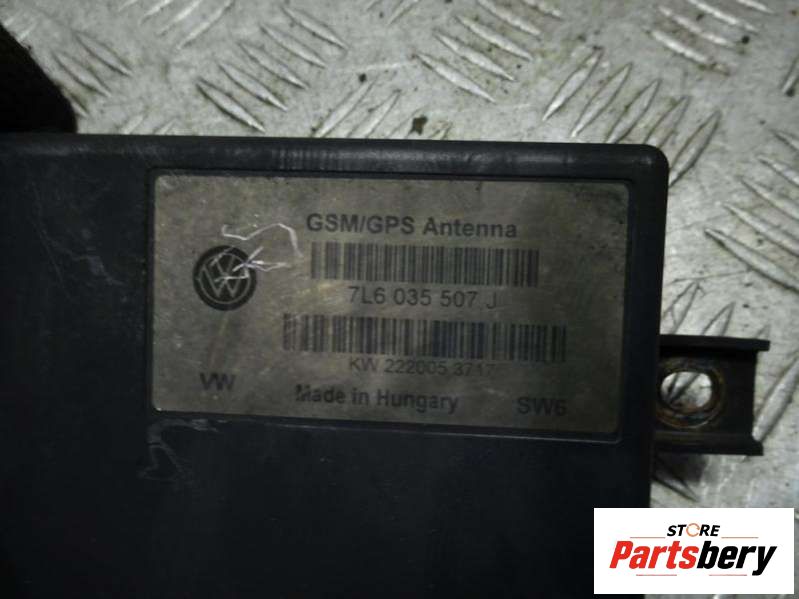 GSM/GPS Antenna
7L6 035 507 J
KW 222005 3717
VW
Made in Hungary
SW6
STORE
Partsbery